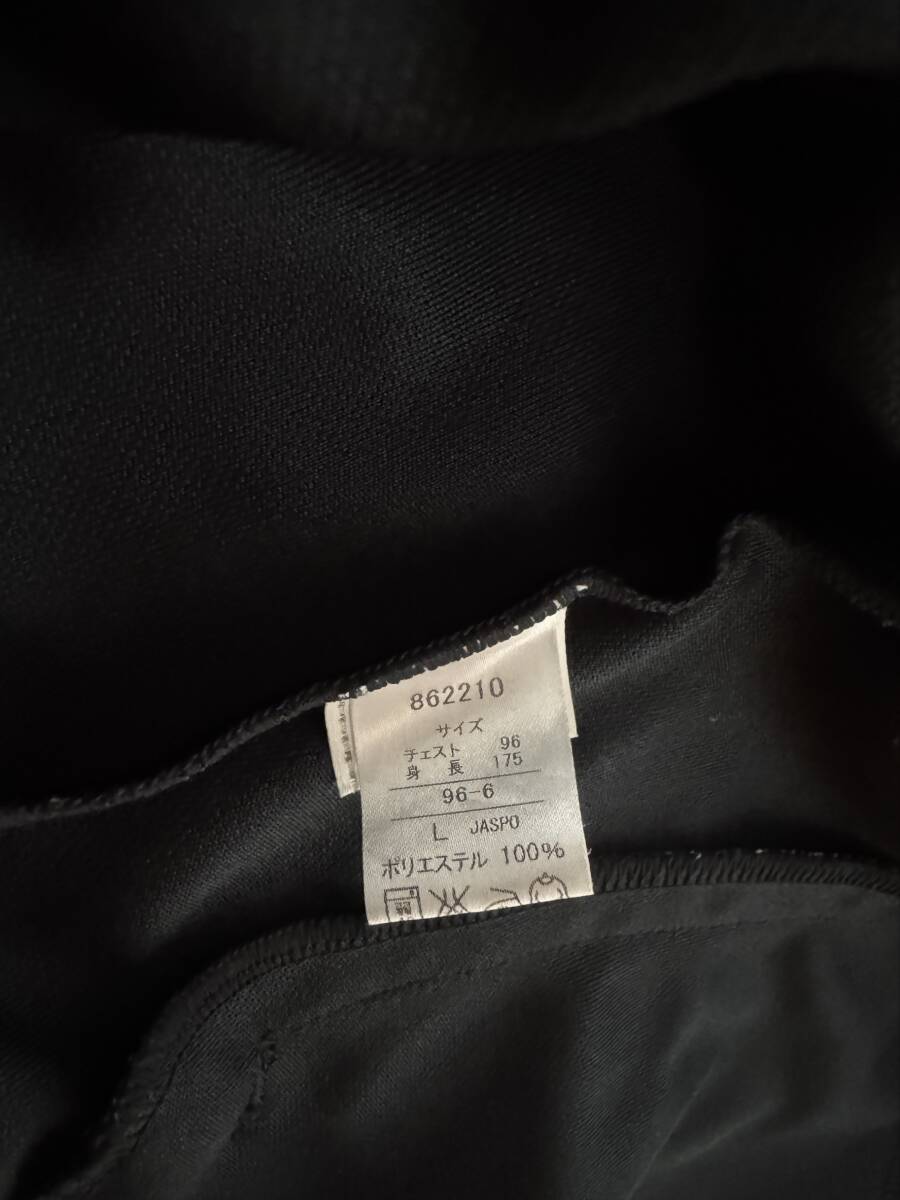 862210
サイズ
チェスト 96
身長 175
96-6
L JASPO
ポリエステル 100%